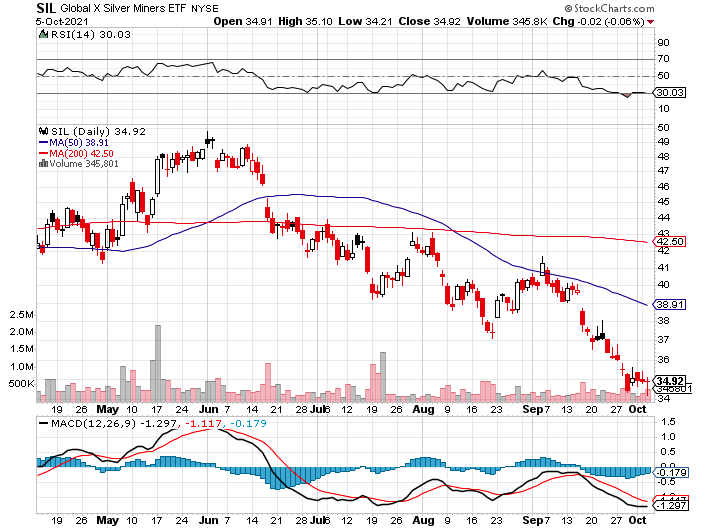 SIL Global X Silver Miners ETF NYSE © StockCharts.com
5-Oct-2021 Open 34.91 High 35.10 Low 34.21 Close 34.92 Volume 345.8K Chg -0.02 (-0.06%)
RSI(14) 30.03
90
70
50
30.03
10
SIL (Daily) 34.92
MA(50) 38.91
MA(200) 42.50
Volume 345,801
50
49
48
47
46
45
44
43
42.50
42
41
40
38.91
38
37
36
34.92
34
2.5M
2.0M
1.5M
1.0M
500K
19 26 May 10 17 24 Jun 7 14 21 28 Jul 6 12 19 26 Aug 9 16 23 Sep 7 13 20 27 Oct
MACD(12,26,9) -1.297, -1.117, -0.179
1.5
1.0
0.5
0.0
-0.179
-0.5
-1.297
19 26 May 10 17 24 Jun 7 14 21 28 Jul 6 12 19 26 Aug 9 16 23 Sep 7 13 20 27 Oct